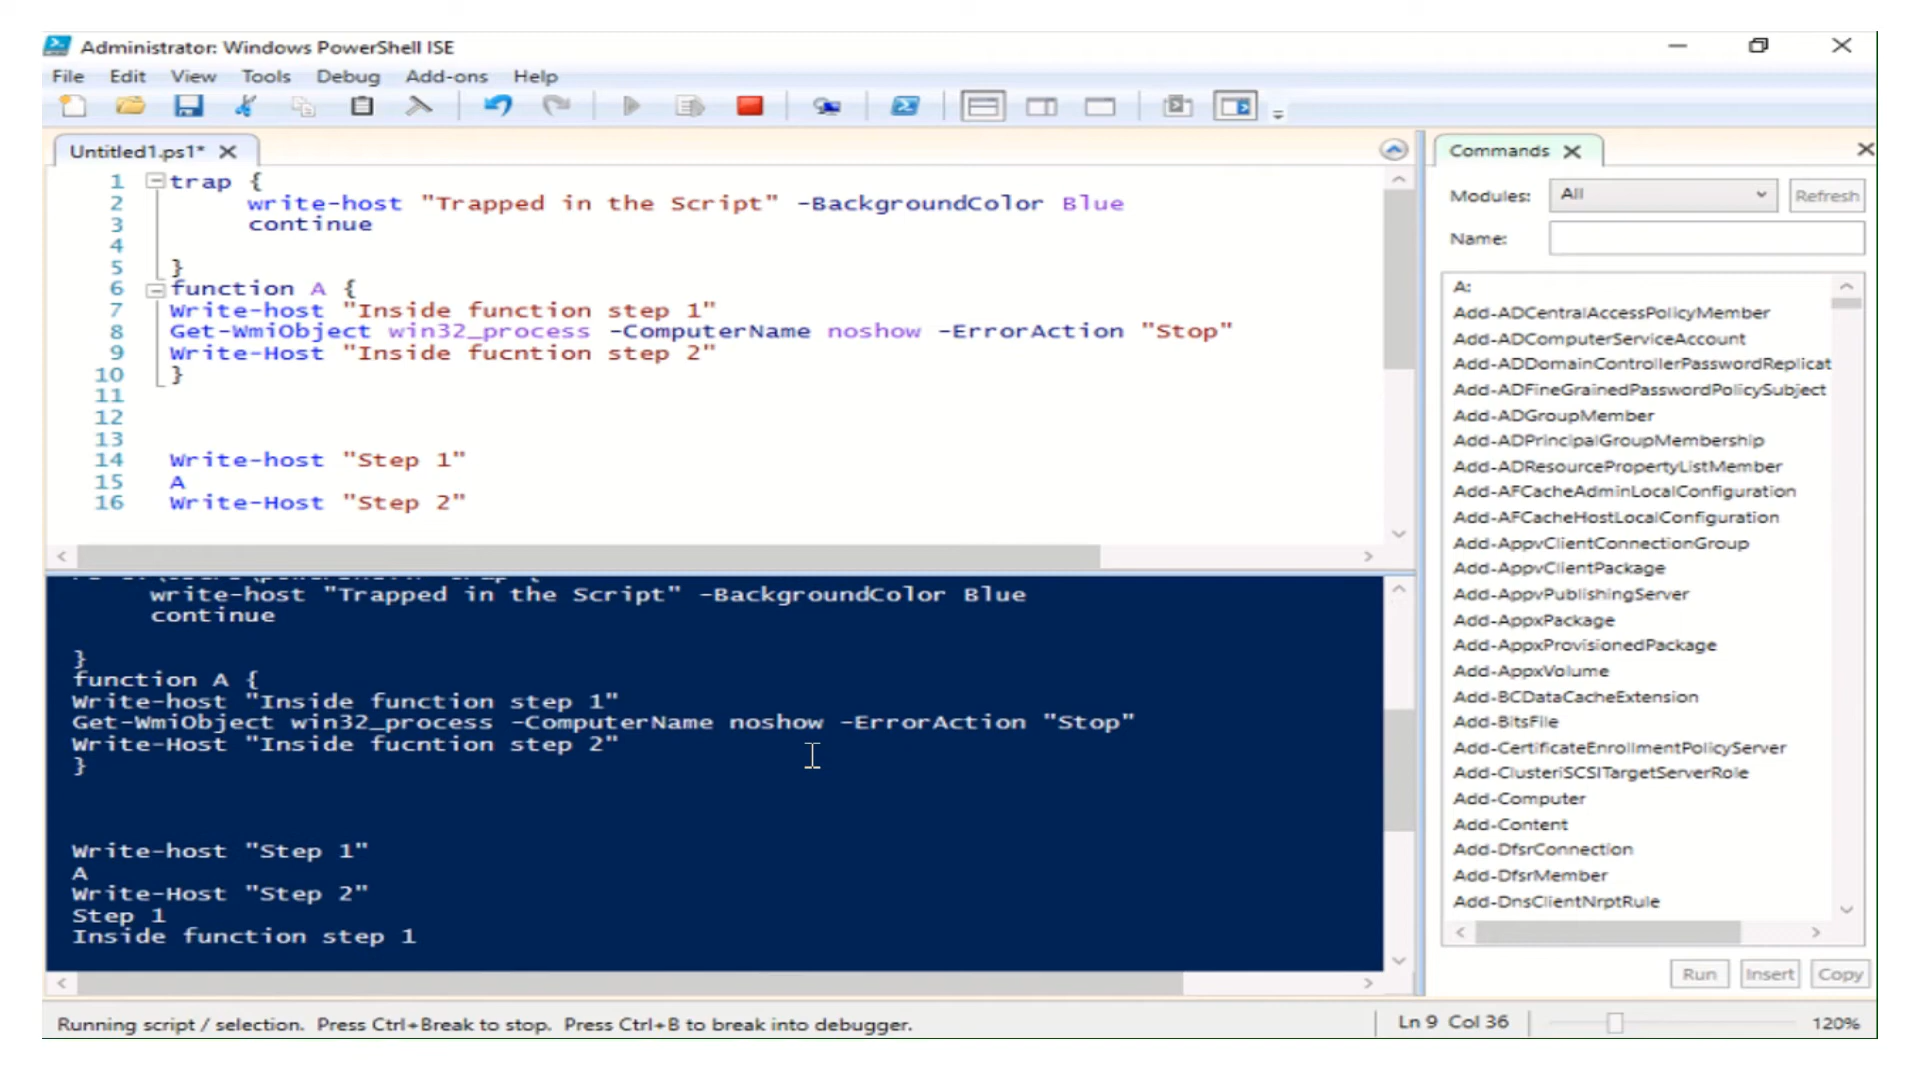 Administrator: Windows PowerShell ISE
File Edit View Tools Debug Add-ons Help
Untitled1.ps1*
1 trap {
2 write-host "Trapped in the Script" -BackgroundColor Blue
3 continue
4
5 }
6 function A {
7 Write-host "Inside function step 1"
8 Get-WmiObject win32_process -ComputerName noshow -ErrorAction "Stop"
9 Write-Host "Inside fucntion step 2"
10 }
11
12
13
14 Write-host "Step 1"
15 A
16 Write-Host "Step 2"
write-host "Trapped in the Script" -BackgroundColor Blue
continue
}
function A {
Write-host "Inside function step 1"
Get-WmiObject win32_process -ComputerName noshow -ErrorAction "Stop"
Write-Host "Inside fucntion step 2"
}
Write-host "Step 1"
A
Write-Host "Step 2"
Step 1
Inside function step 1
Commands
Modules: All Refresh
Name:
A:
Add-ADCentralAccessPolicyMember
Add-ADComputerServiceAccount
Add-ADDomainControllerPasswordReplicat
Add-ADFineGrainedPasswordPolicySubject
Add-ADGroupMember
Add-ADPrincipalGroupMembership
Add-ADResourcePropertyListMember
Add-AFCacheAdminLocalConfiguration
Add-AFCacheHostLocalConfiguration
Add-AppvClientConnectionGroup
Add-AppvClientPackage
Add-AppvPublishingServer
Add-AppxPackage
Add-AppxProvisionedPackage
Add-AppxVolume
Add-BCDataCacheExtension
Add-BitsFile
Add-CertificateEnrollmentPolicyServer
Add-ClusteriSCSITargetServerRole
Add-Computer
Add-Content
Add-DfsrConnection
Add-DfsrMember
Add-DnsClientNrptRule
Run Insert Copy
Running script / selection. Press Ctrl+Break to stop. Press Ctrl+B to break into debugger.
Ln 9 Col 36
120%